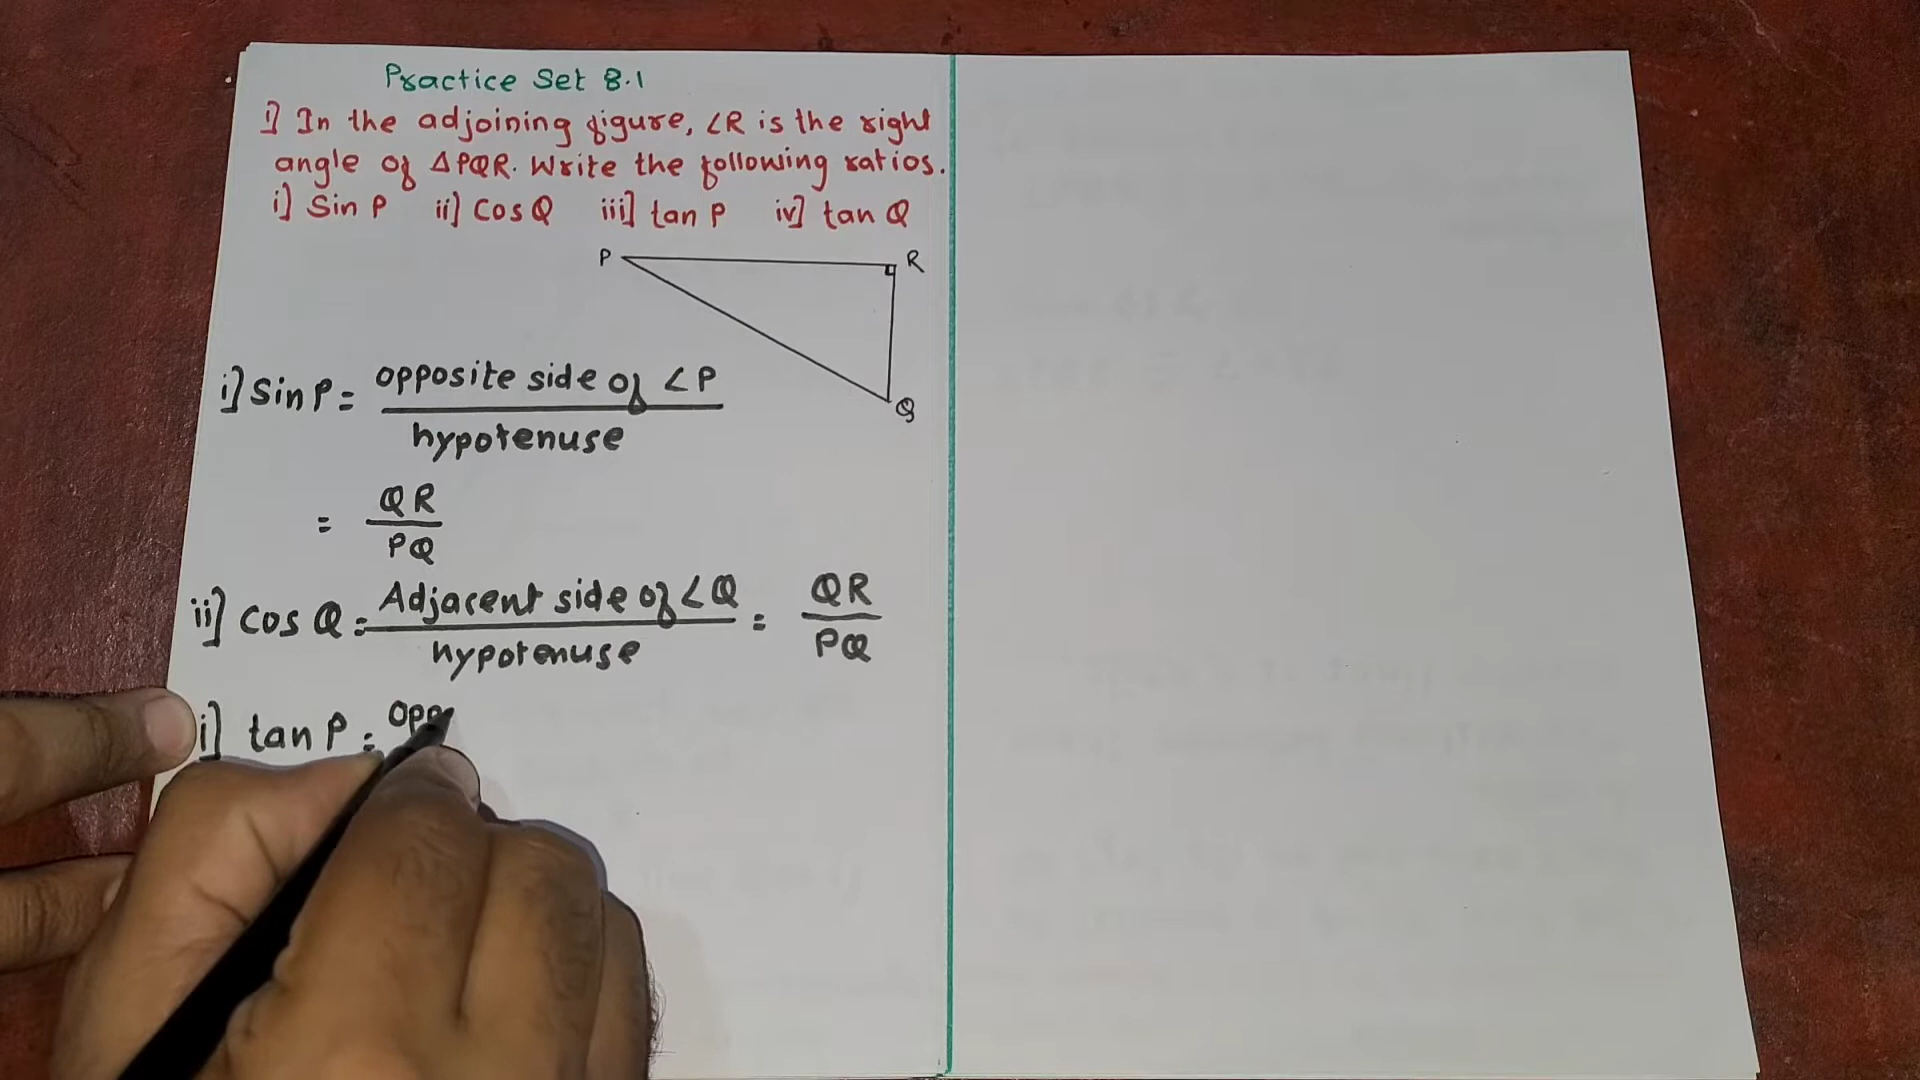 Practice Set 8.1
1] In the adjoining figure, ∠R is the right
angle of ΔPQR. Write the following ratios.
i] Sin P ii] Cos Q iii] tan P iv] tan Q
P R
Q
i] Sin P = opposite side of ∠P / hypotenuse
= QR / PQ
ii] Cos Q = Adjacent side of ∠Q / hypotenuse = QR / PQ
i] tan P = opp